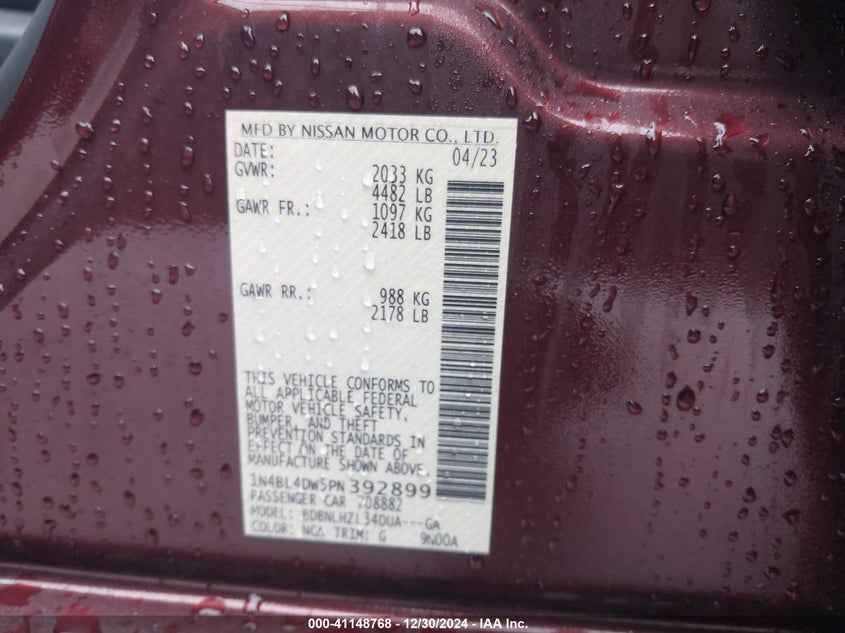 MFD BY NISSAN MOTOR CO., LTD.
DATE: 04/23
GVWR: 2033 KG
4482 LB
GAWR FR.: 1097 KG
2418 LB
GAWR RR.: 988 KG
2178 LB
THIS VEHICLE CONFORMS TO
ALL APPLICABLE FEDERAL
MOTOR VEHICLE SAFETY,
BUMPER, AND THEFT
PREVENTION STANDARDS IN
EFFECT ON THE DATE OF
MANUFACTURE SHOWN ABOVE.
1N4BL4DW5PN392899
PASSENGER CAR 708882
MODEL: BDBNLHZL34DUA---GA
COLOR: NCA TRIM: G 9N00A
000-41148768 - 12/30/2024 - IAA Inc.